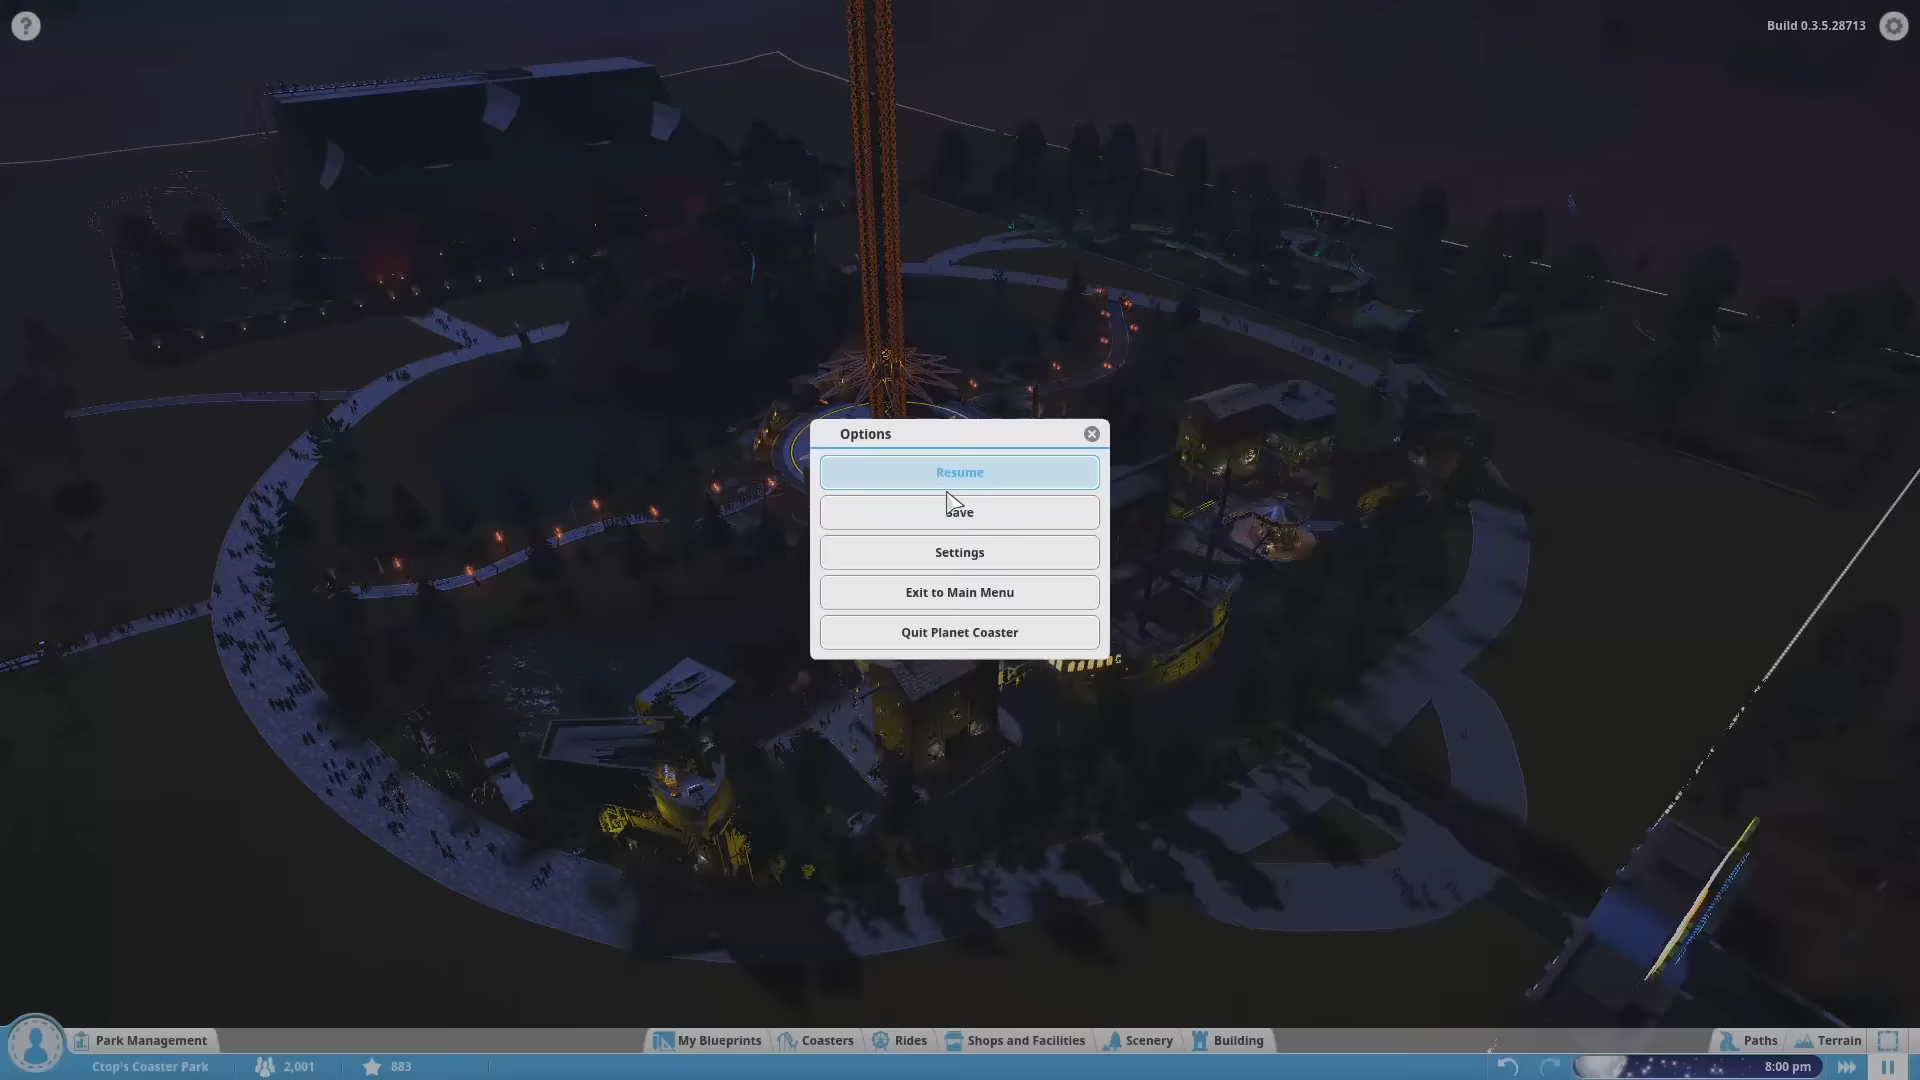 ?
Build 0.3.5.28713
Options
Resume
Save
Settings
Exit to Main Menu
Quit Planet Coaster
Park Management
My Blueprints
Coasters
Rides
Shops and Facilities
Scenery
Building
Paths
Terrain
Ctop's Coaster Park
2,001
883
8:00 pm